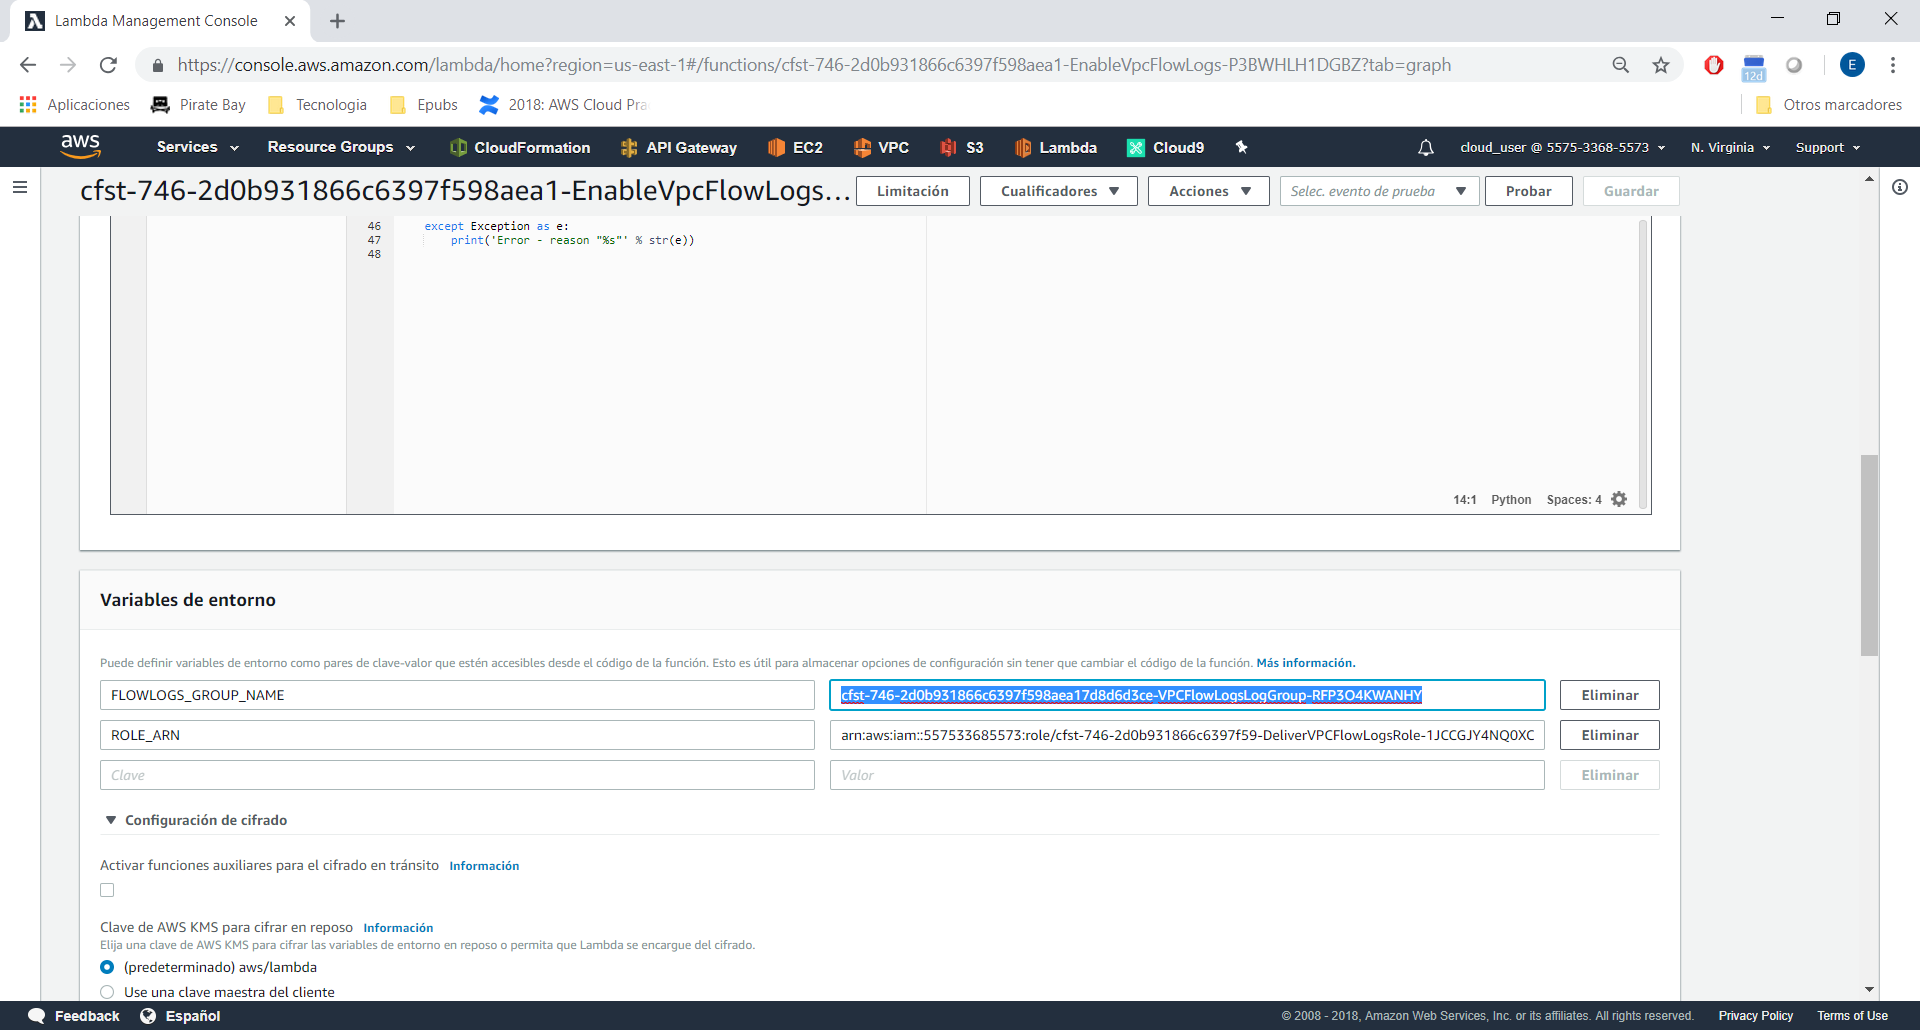 Lambda Management Console
https://console.aws.amazon.com/lambda/home?region=us-east-1#/functions/cfst-746-2d0b931866c6397f598aea1-EnableVpcFlowLogs-P3BWHLH1DGBZ?tab=graph
12d
E
Aplicaciones
Pirate Bay
Tecnologia
Epubs
2018: AWS Cloud Pra
Otros marcadores
aws
Services
Resource Groups
CloudFormation
API Gateway
EC2
VPC
S3
Lambda
Cloud9
cloud_user @ 5575-3368-5573
N. Virginia
Support
cfst-746-2d0b931866c6397f598aea1-EnableVpcFlowLogs...
Limitación
Cualificadores
Acciones
Selec. evento de prueba
Probar
Guardar
46 except Exception as e:
47 print('Error - reason "%s"' % str(e))
48
14:1 Python Spaces: 4
Variables de entorno
Puede definir variables de entorno como pares de clave-valor que estén accesibles desde el código de la función. Esto es útil para almacenar opciones de configuración sin tener que cambiar el código de la función. Más información.
FLOWLOGS_GROUP_NAME
cfst-746-2d0b931866c6397f598aea17d8d6d3ce-VPCFlowLogsLogGroup-RFP3O4KWANHY
Eliminar
ROLE_ARN
arn:aws:iam::557533685573:role/cfst-746-2d0b931866c6397f59-DeliverVPCFlowLogsRole-1JCCGJY4NQ0XC
Eliminar
Clave
Valor
Eliminar
Configuración de cifrado
Activar funciones auxiliares para el cifrado en tránsito Información
Clave de AWS KMS para cifrar en reposo Información
Elija una clave de AWS KMS para cifrar las variables de entorno en reposo o permita que Lambda se encargue del cifrado.
(predeterminado) aws/lambda
Use una clave maestra del cliente
Feedback
Español
© 2008 - 2018, Amazon Web Services, Inc. or its affiliates. All rights reserved.
Privacy Policy
Terms of Use